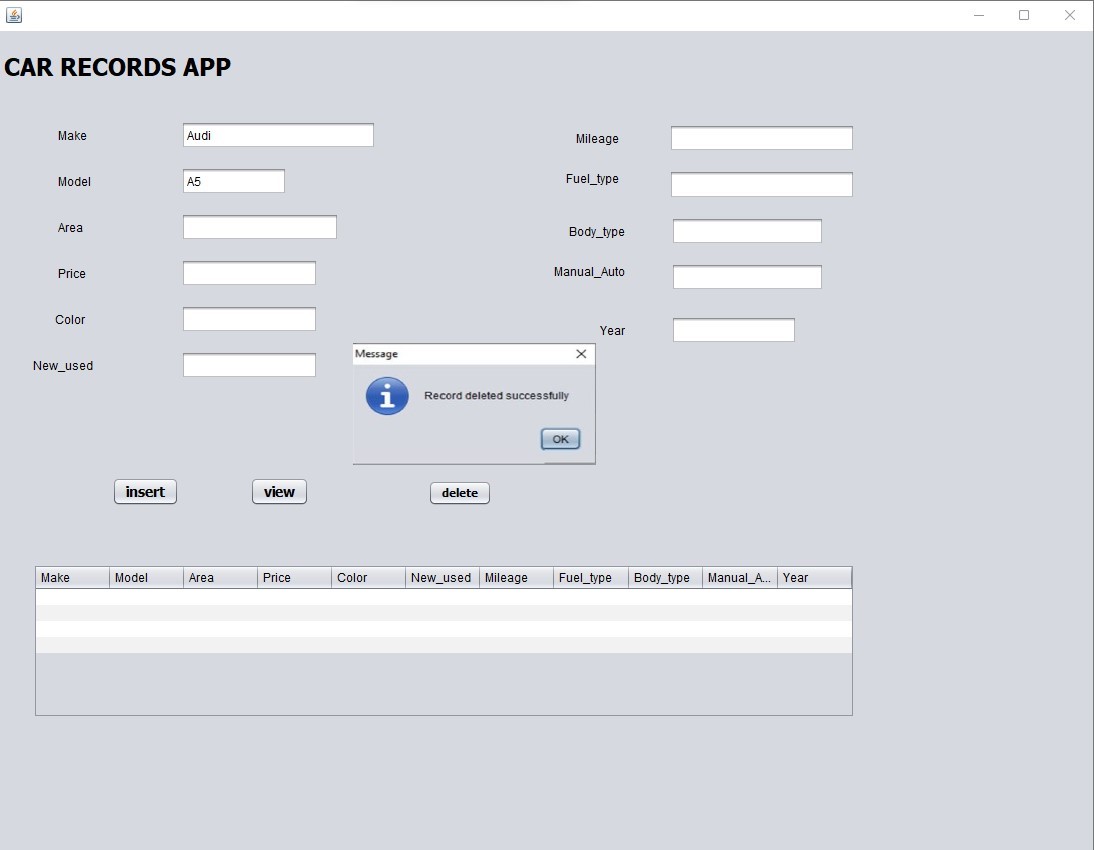 CAR RECORDS APP
Make Audi
Mileage
Model A5
Fuel_type
Area
Body_type
Price
Manual_Auto
Color
Year
New_used
Message
Record deleted successfully
OK
insert view delete
Make Model Area Price Color New_used Mileage Fuel_type Body_type Manual_A... Year